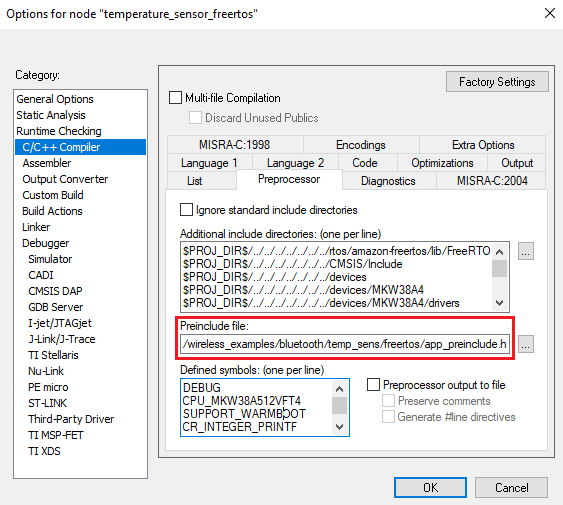 Options for node "temperature_sensor_freertos"
Category:
General Options
Static Analysis
Runtime Checking
C/C++ Compiler
Assembler
Output Converter
Custom Build
Build Actions
Linker
Debugger
Simulator
CADI
CMSIS DAP
GDB Server
I-jet/JTAGjet
J-Link/J-Trace
TI Stellaris
Nu-Link
PE micro
ST-LINK
Third-Party Driver
TI MSP-FET
TI XDS
Factory Settings
Multi-file Compilation
Discard Unused Publics
MISRA-C:1998 Encodings Extra Options
Language 1 Language 2 Code Optimizations Output
List Preprocessor Diagnostics MISRA-C:2004
Ignore standard include directories
Additional include directories: (one per line)
$PROJ_DIR$/../../../../../../../rtos/amazon-freertos/lib/FreeRTO
$PROJ_DIR$/../../../../../../../CMSIS/Include
$PROJ_DIR$/../../../../../../../devices
$PROJ_DIR$/../../../../../../../devices/MKW38A4
$PROJ_DIR$/../../../../../../../devices/MKW38A4/drivers
...
Preinclude file:
/wireless_examples/bluetooth/temp_sens/freertos/app_preinclude.h
...
Defined symbols: (one per line)
DEBUG
CPU_MKW38A512VFT4
SUPPORT_WARMBOOT
CR_INTEGER_PRINTF
Preprocessor output to file
Preserve comments
Generate #line directives
OK Cancel